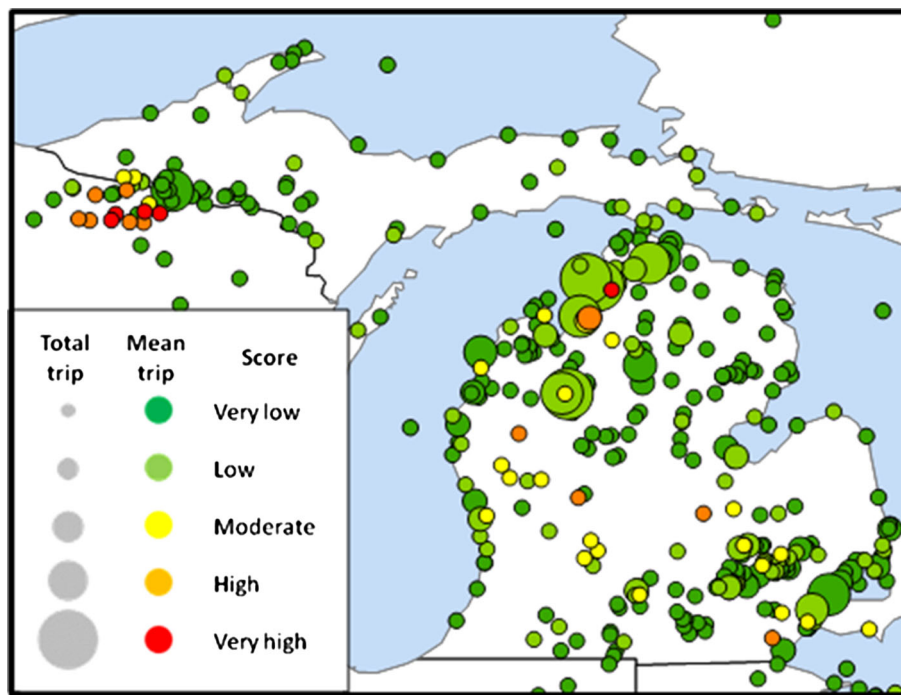 Total trip
Mean trip
Score
Very low
Low
Moderate
High
Very high